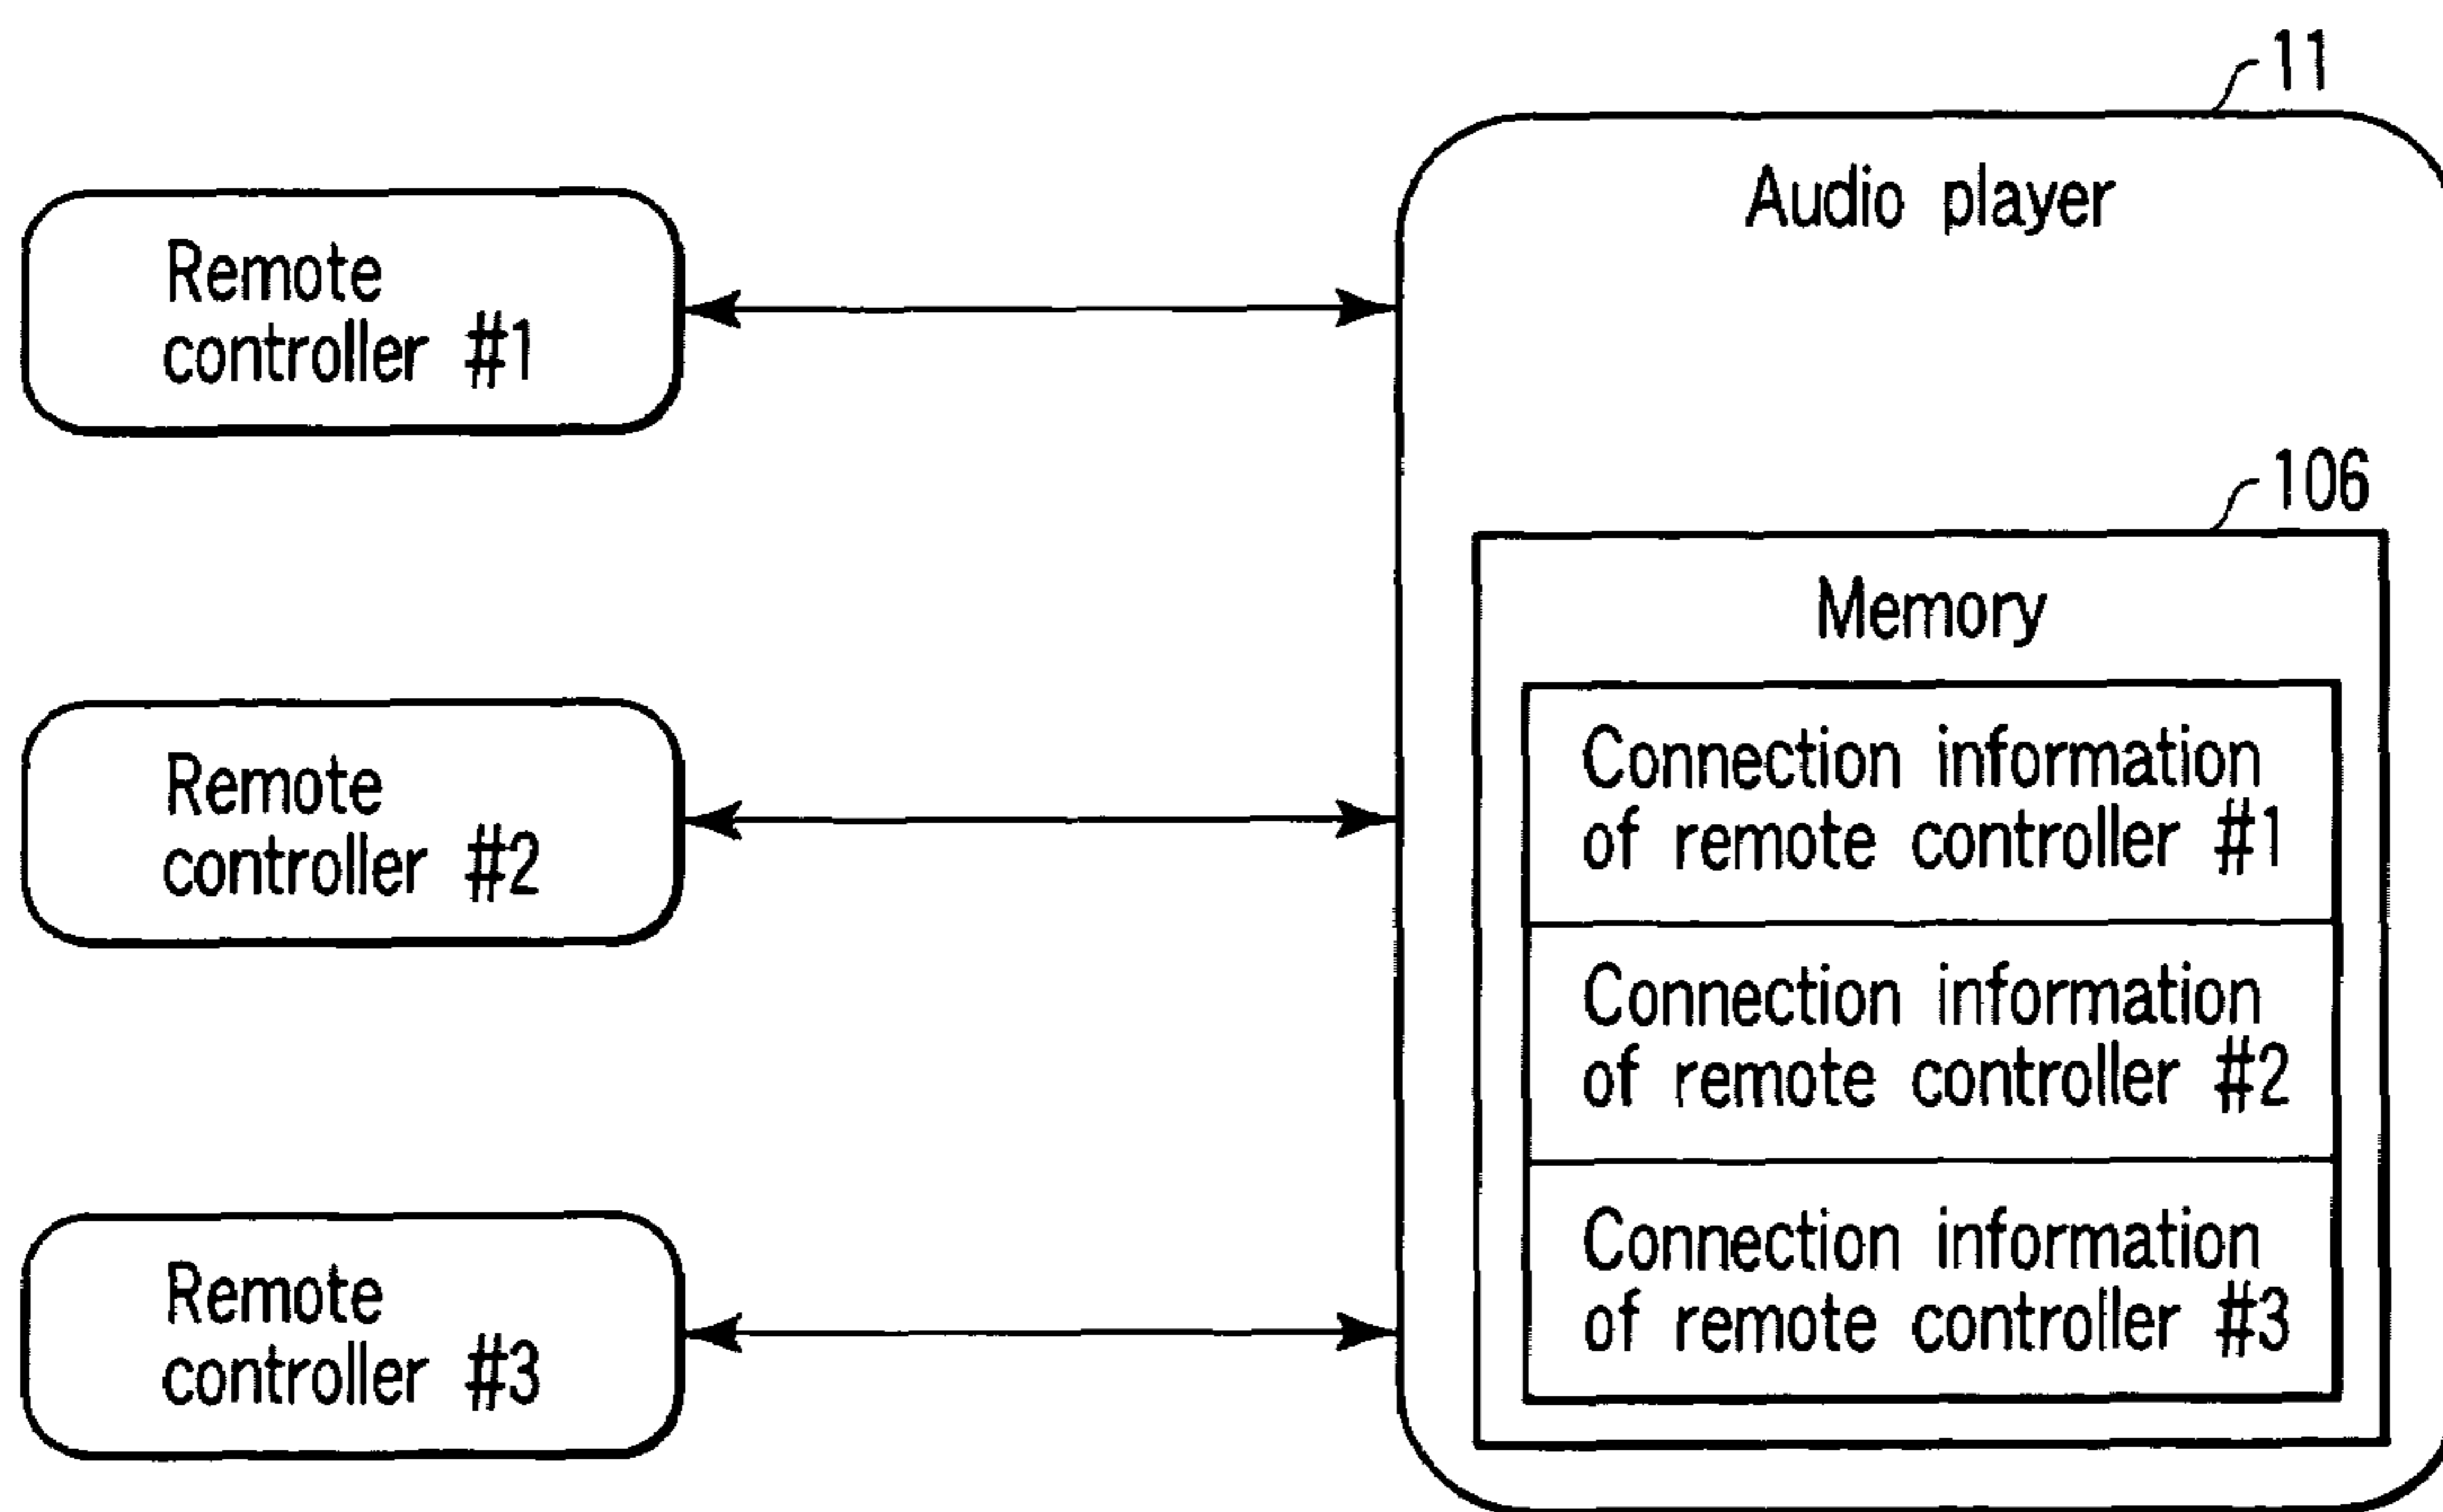 11
Audio player
Remote
controller #1
106
Memory
Remote
controller #2
Connection information
of remote controller #1
Connection information
of remote controller #2
Remote
controller #3
Connection information
of remote controller #3